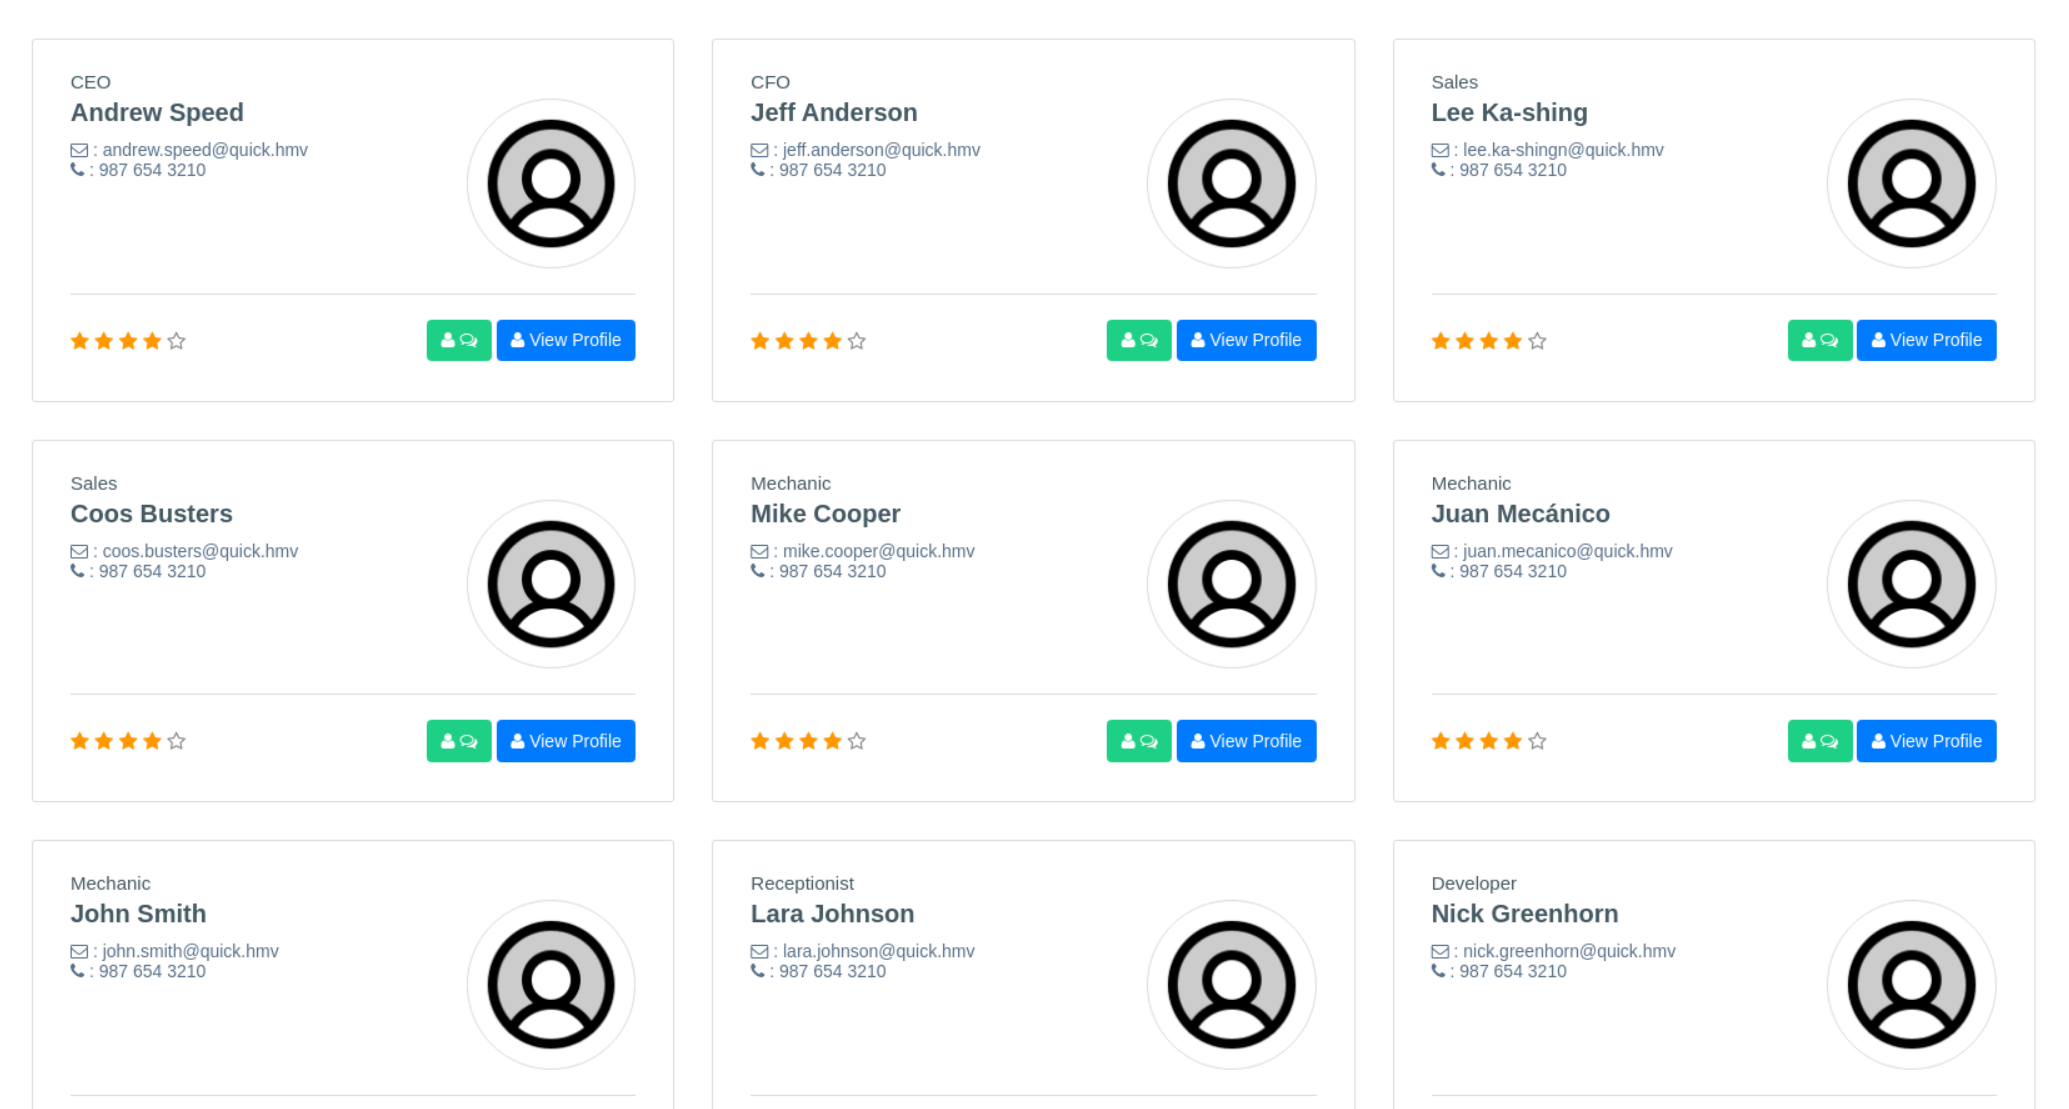 CEO
Andrew Speed
: andrew.speed@quick.hmv
: 987 654 3210
View Profile
CFO
Jeff Anderson
: jeff.anderson@quick.hmv
: 987 654 3210
View Profile
Sales
Lee Ka-shing
: lee.ka-shingn@quick.hmv
: 987 654 3210
View Profile
Sales
Coos Busters
: coos.busters@quick.hmv
: 987 654 3210
View Profile
Mechanic
Mike Cooper
: mike.cooper@quick.hmv
: 987 654 3210
View Profile
Mechanic
Juan Mecánico
: juan.mecanico@quick.hmv
: 987 654 3210
View Profile
Mechanic
John Smith
: john.smith@quick.hmv
: 987 654 3210
Receptionist
Lara Johnson
: lara.johnson@quick.hmv
: 987 654 3210
Developer
Nick Greenhorn
: nick.greenhorn@quick.hmv
: 987 654 3210